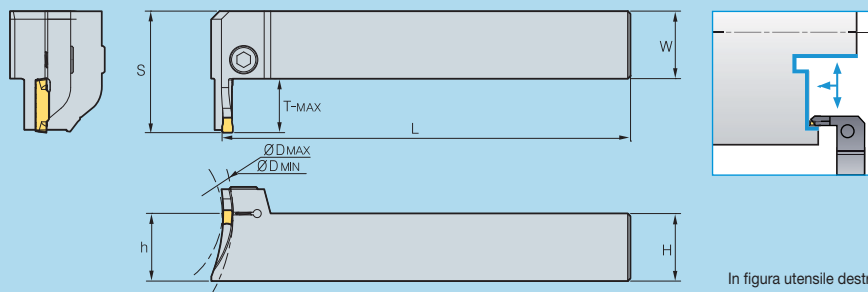 S
W
T-MAX
L
ØDMAX
ØDMIN
h
H
In figura utensile destr